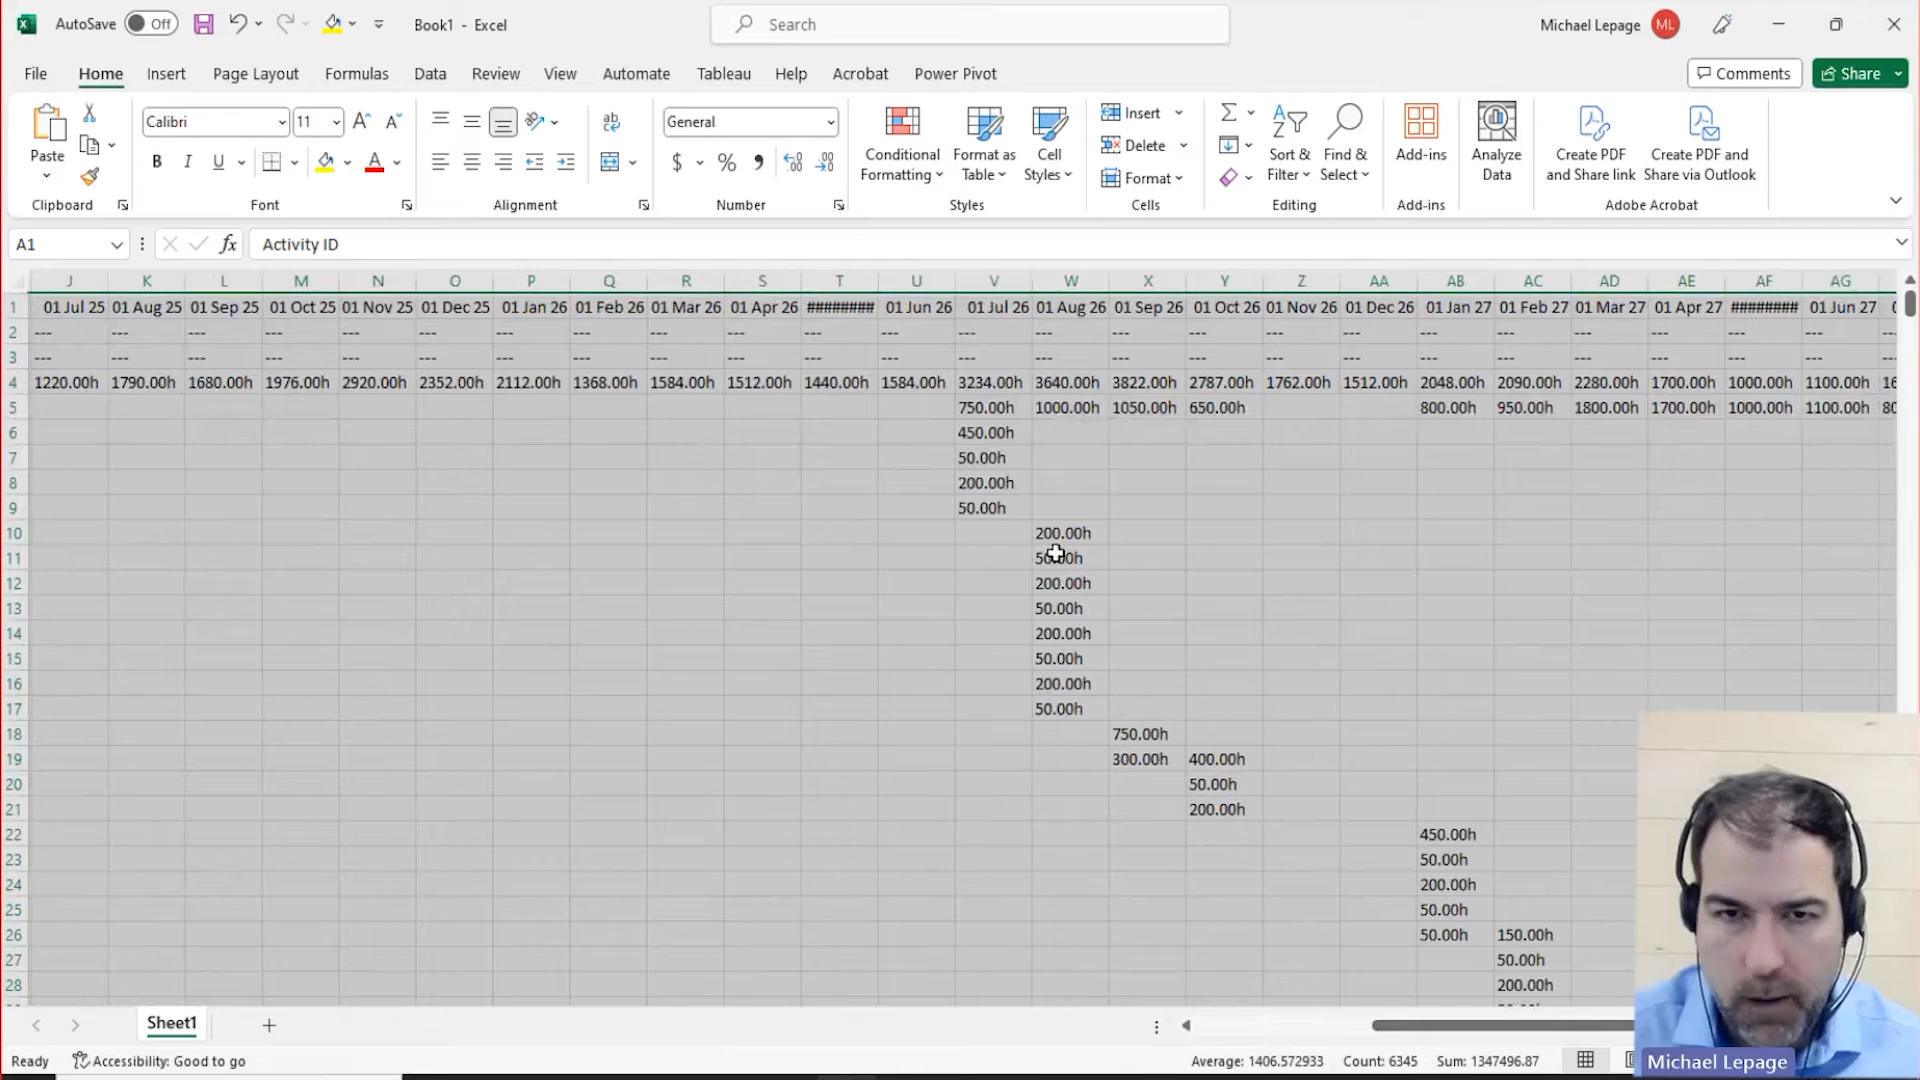 AutoSave Off Book1 - Excel Search Michael Lepage ML
File Home Insert Page Layout Formulas Data Review View Automate Tableau Help Acrobat Power Pivot Comments Share
Paste Calibri 11 A A ab General Conditional Formatting Format as Table Cell Styles Insert Delete Format Sort & Filter Find & Select Add-ins Analyze Data Create PDF and Share link Create PDF and Share via Outlook
B I U A $ %
Clipboard Font Alignment Number Styles Cells Editing Add-ins Adobe Acrobat
A1 fx Activity ID
J K L M N O P Q R S T U V W X Y Z AA AB AC AD AE AF AG
1 01 Jul 25 01 Aug 25 01 Sep 25 01 Oct 25 01 Nov 25 01 Dec 25 01 Jan 26 01 Feb 26 01 Mar 26 01 Apr 26 ######## 01 Jun 26 01 Jul 26 01 Aug 26 01 Sep 26 01 Oct 26 01 Nov 26 01 Dec 26 01 Jan 27 01 Feb 27 01 Mar 27 01 Apr 27 ######## 01 Jun 27
2 --- --- --- --- --- --- --- --- --- --- --- --- --- --- --- --- --- --- --- --- --- --- --- --- ---
3 --- --- --- --- --- --- --- --- --- --- --- --- --- --- --- --- --- --- --- --- --- --- --- --- ---
4 1220.00h 1790.00h 1680.00h 1976.00h 2920.00h 2352.00h 2112.00h 1368.00h 1584.00h 1512.00h 1440.00h 1584.00h 3234.00h 3640.00h 3822.00h 2787.00h 1762.00h 1512.00h 2048.00h 2090.00h 2280.00h 1700.00h 1000.00h 1100.00h 16
5 750.00h 1000.00h 1050.00h 650.00h 800.00h 950.00h 1800.00h 1700.00h 1000.00h 1100.00h 80
6 450.00h
7 50.00h
8 200.00h
9 50.00h
10 200.00h
11 50.00h
12 200.00h
13 50.00h
14 200.00h
15 50.00h
16 200.00h
17 50.00h
18 750.00h
19 300.00h 400.00h
20 50.00h
21 200.00h
22 450.00h
23 50.00h
24 200.00h
25 50.00h
26 50.00h 150.00h
27 50.00h
28 200.00h
Sheet1
Ready Accessibility: Good to go Average: 1406.572933 Count: 6345 Sum: 1347496.87 Michael Lepage